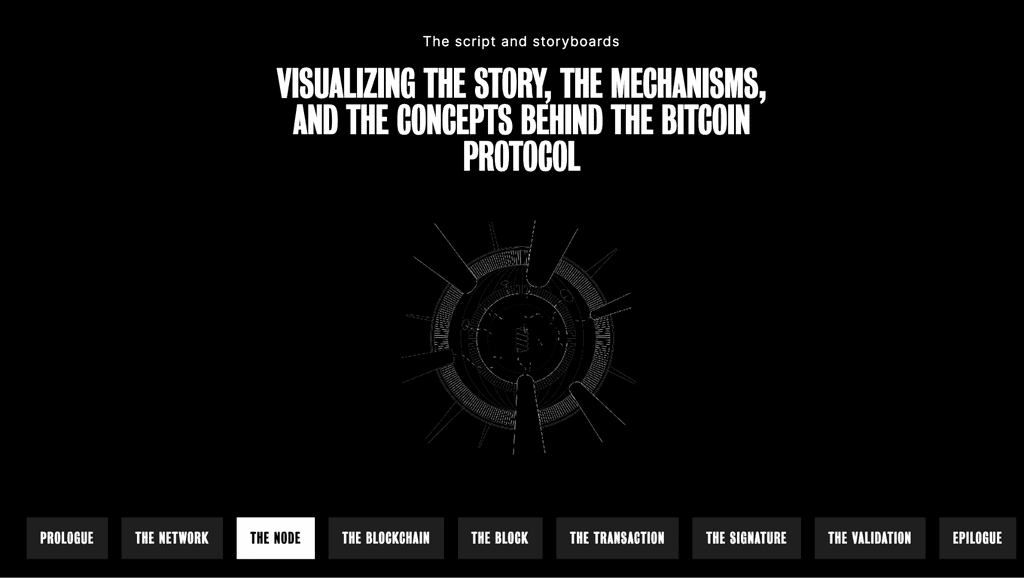 The script and storyboards
VISUALIZING THE STORY, THE MECHANISMS,
AND THE CONCEPTS BEHIND THE BITCOIN
PROTOCOL
PROLOGUE
THE NETWORK
THE NODE
THE BLOCKCHAIN
THE BLOCK
THE TRANSACTION
THE SIGNATURE
THE VALIDATION
EPILOGUE